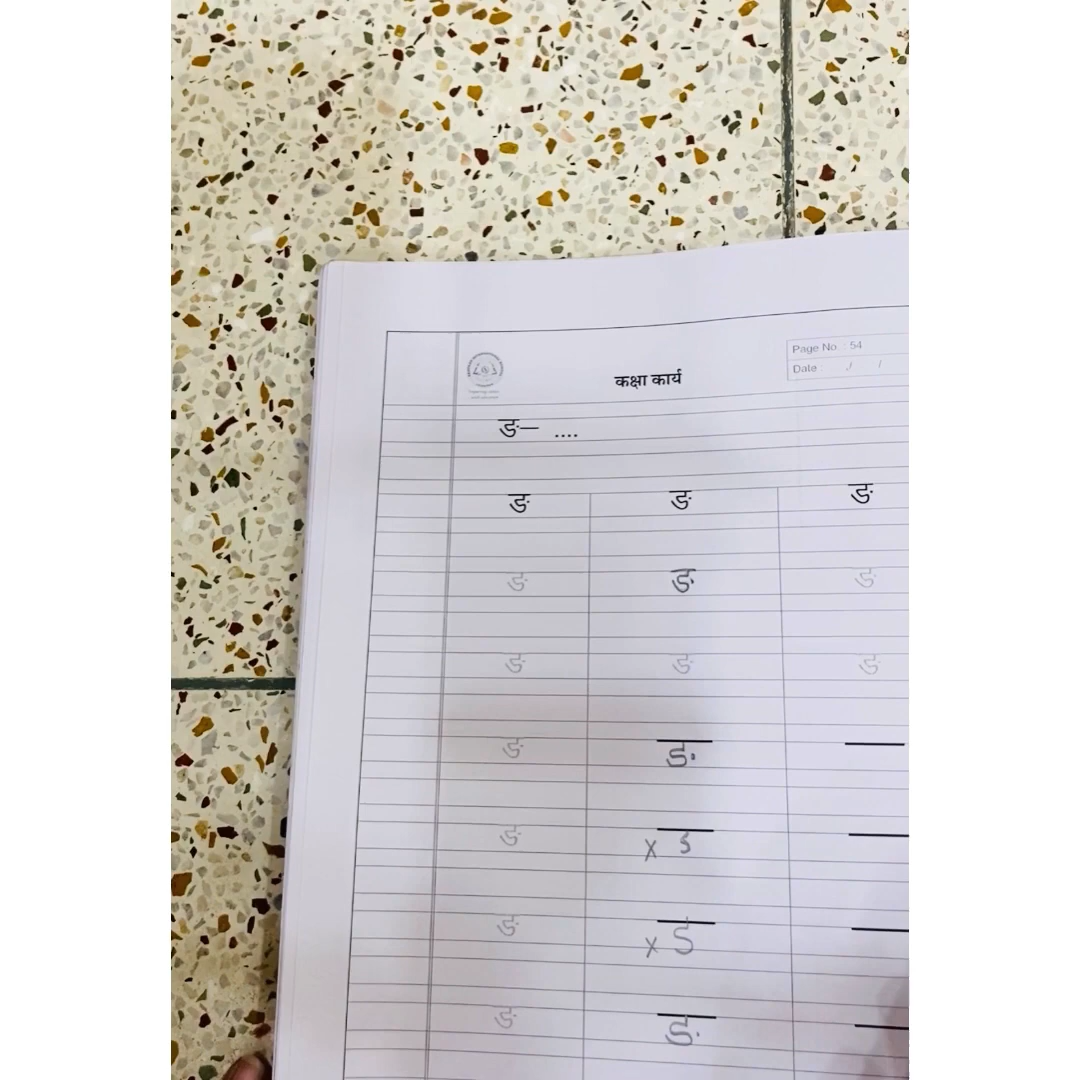 Page No. : 54
कक्षा कार्य
Date : / /
ङ— ....
ङ ङ ङ
ङ ङ ङ
ङ ङ ङ
ङ ङ
ङ x
ङ x ड
ङ ङ